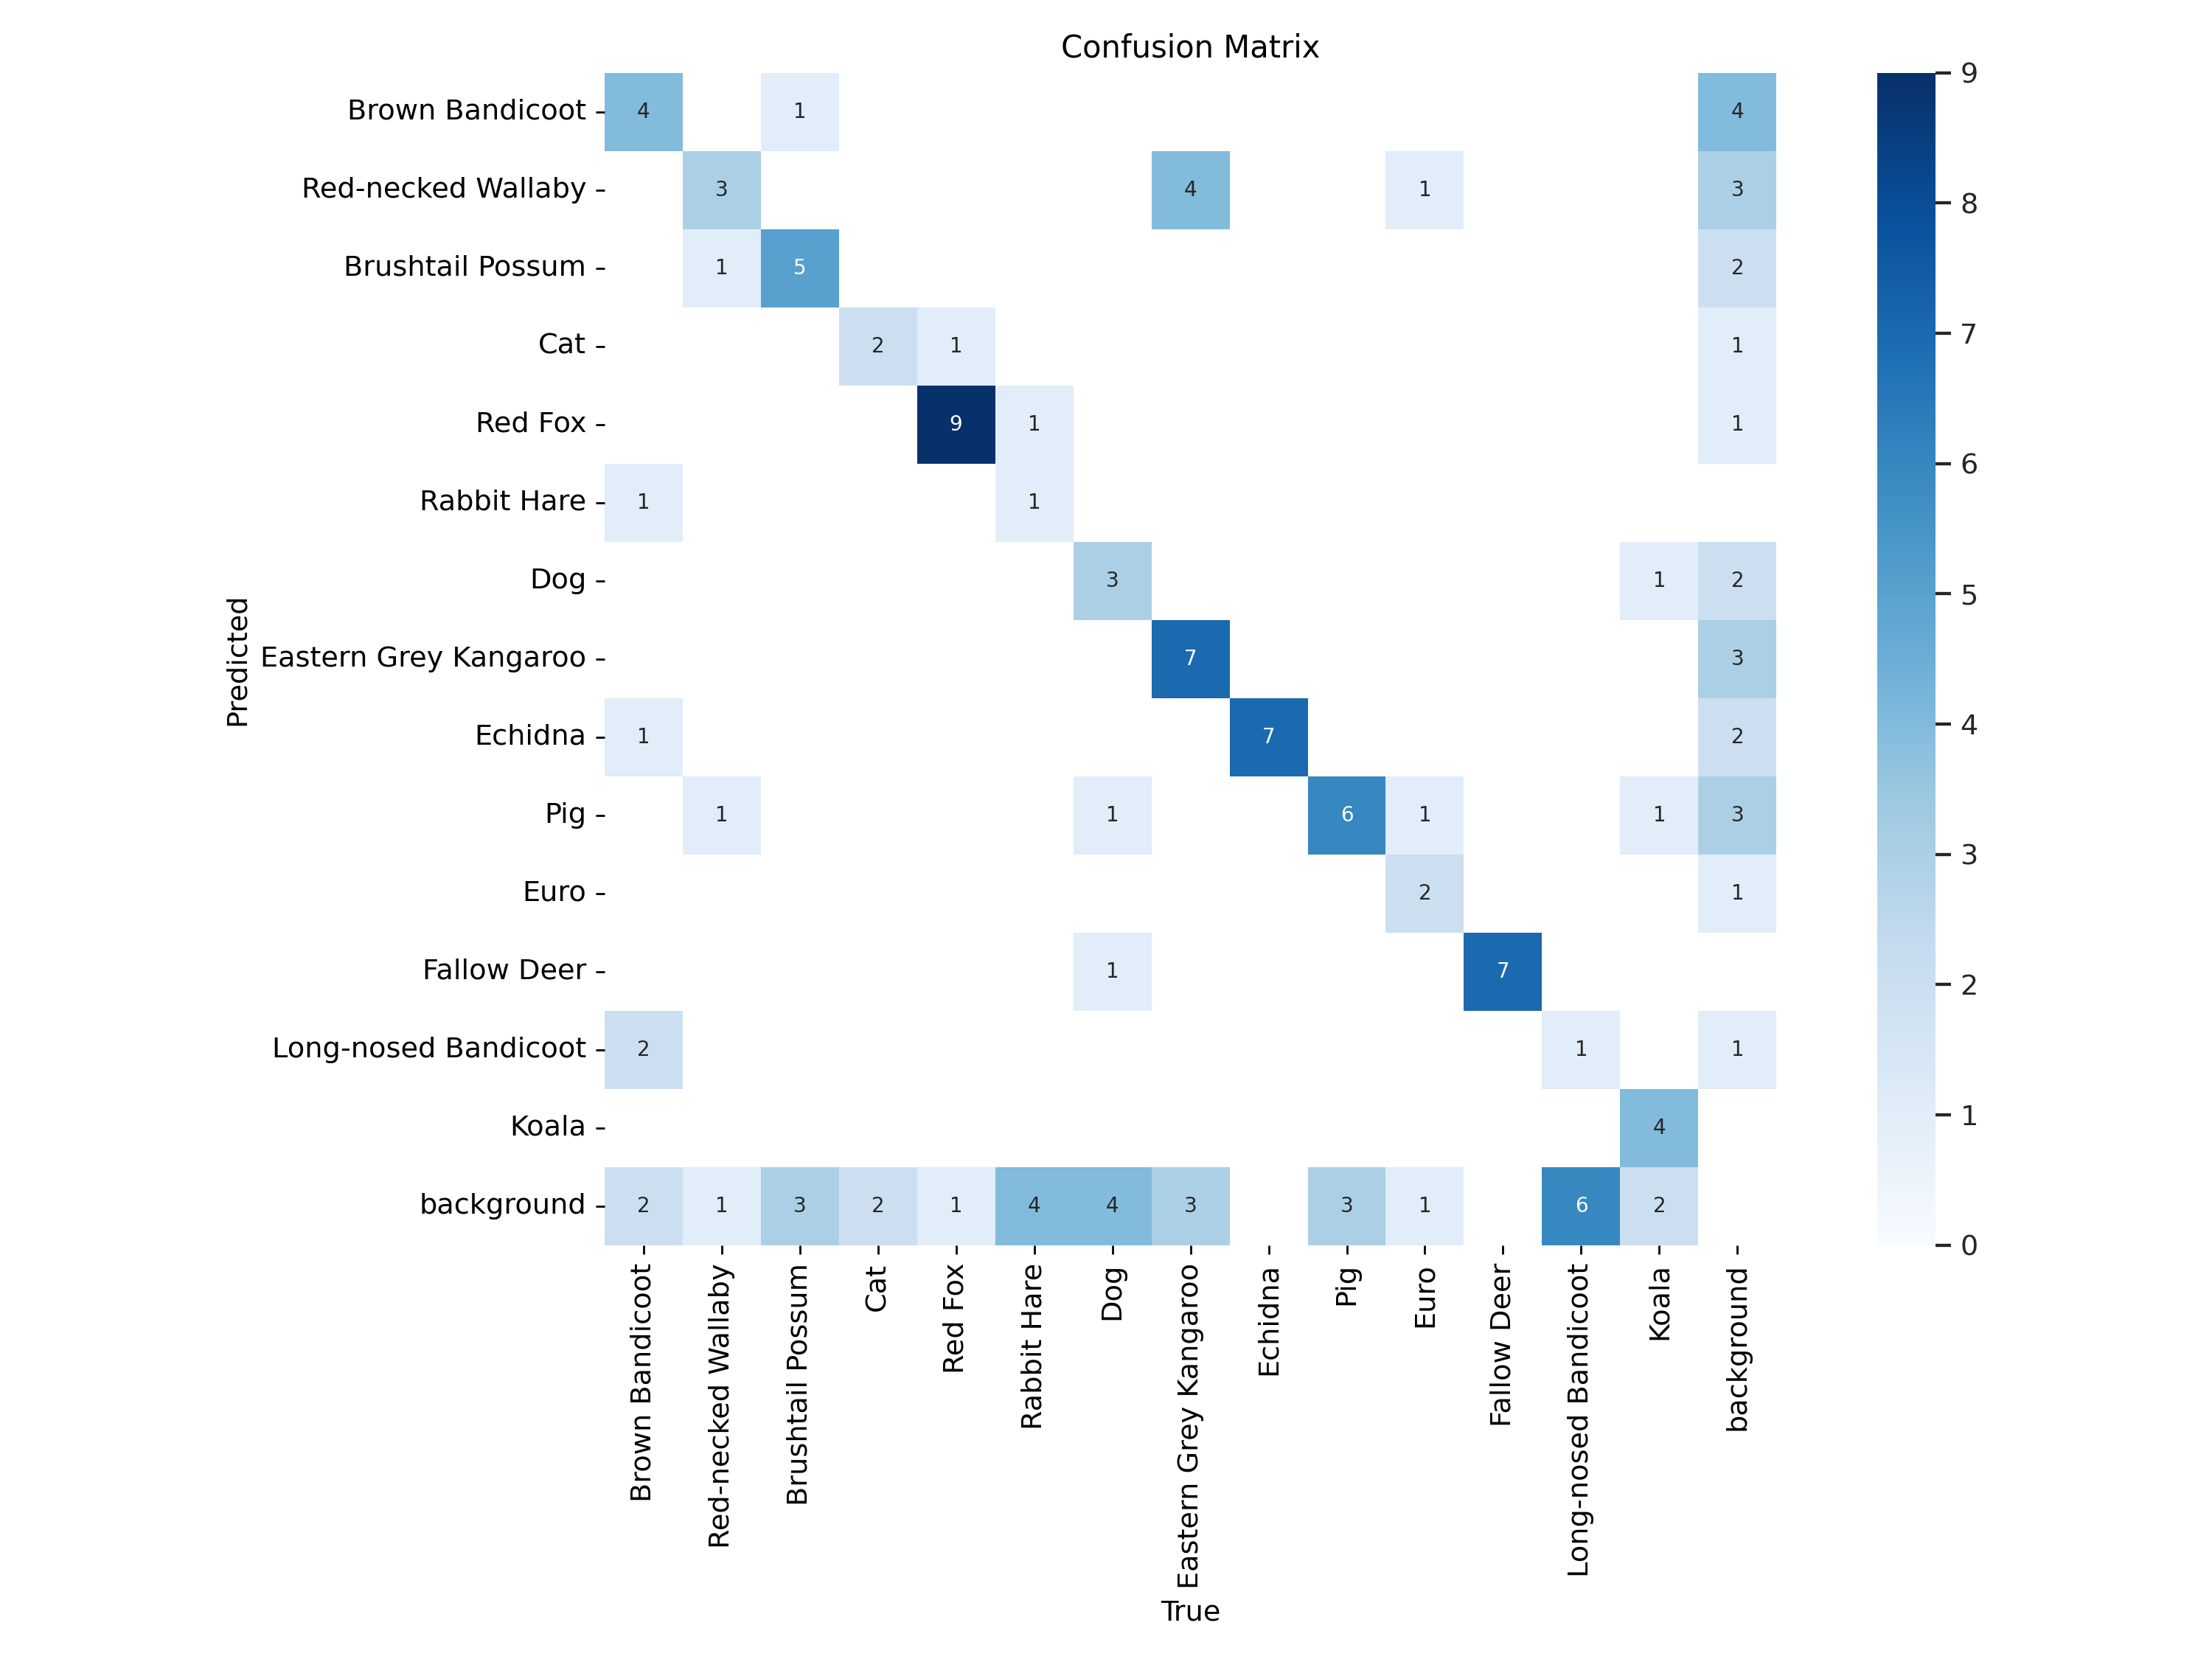 Confusion Matrix
Brown Bandicoot 4 1 4
Red-necked Wallaby 3 4 1 3
Brushtail Possum 1 5 2
Cat 2 1 1
Red Fox 9 1 1
Rabbit Hare 1 1
Dog 3 1 2
Eastern Grey Kangaroo 7 3
Echidna 1 7 2
Pig 1 1 6 1 1 3
Euro 2 1
Fallow Deer 1 7
Long-nosed Bandicoot 2 1 1
Koala 4
background 2 1 3 2 1 4 4 3 3 1 6 2
Predicted
Brown Bandicoot
Red-necked Wallaby
Brushtail Possum
Cat
Red Fox
Rabbit Hare
Dog
Eastern Grey Kangaroo
Echidna
Pig
Euro
Fallow Deer
Long-nosed Bandicoot
Koala
background
True
9
8
7
6
5
4
3
2
1
0